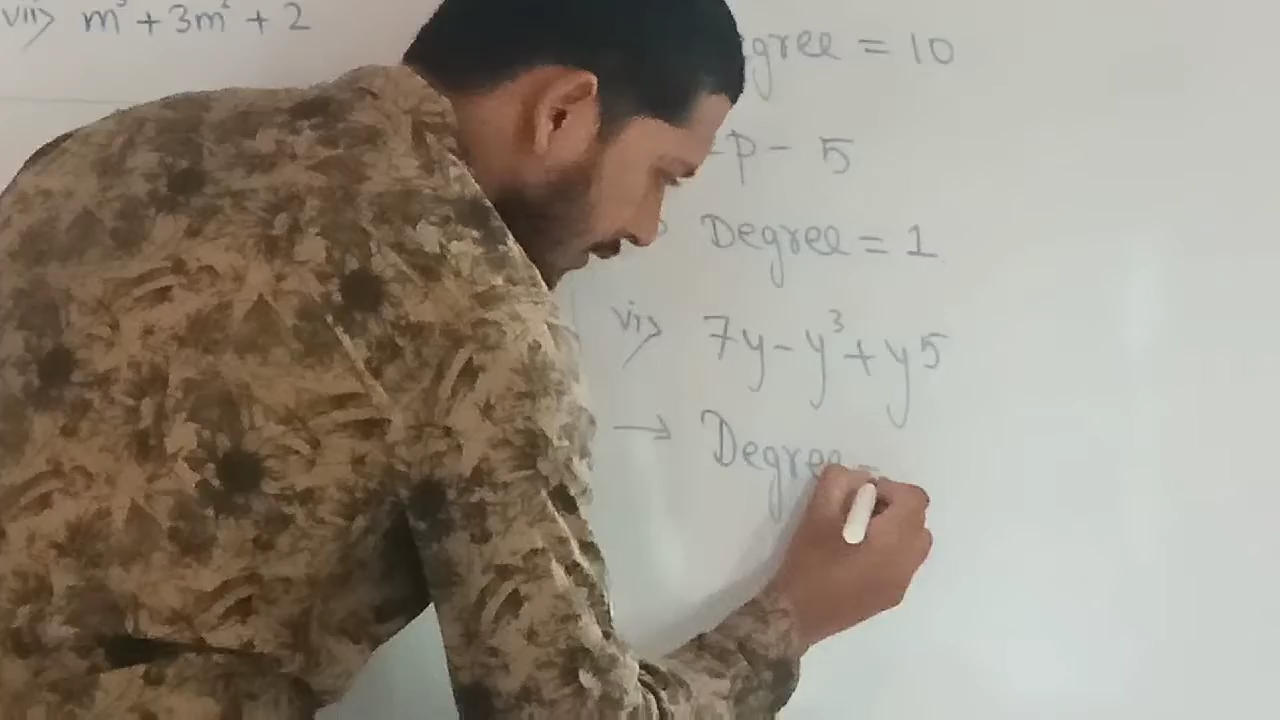 vii) m³ + 3m² + 2
gree = 10
p - 5
Degree = 1
vi) 7y - y³ + y5
→ Degree =